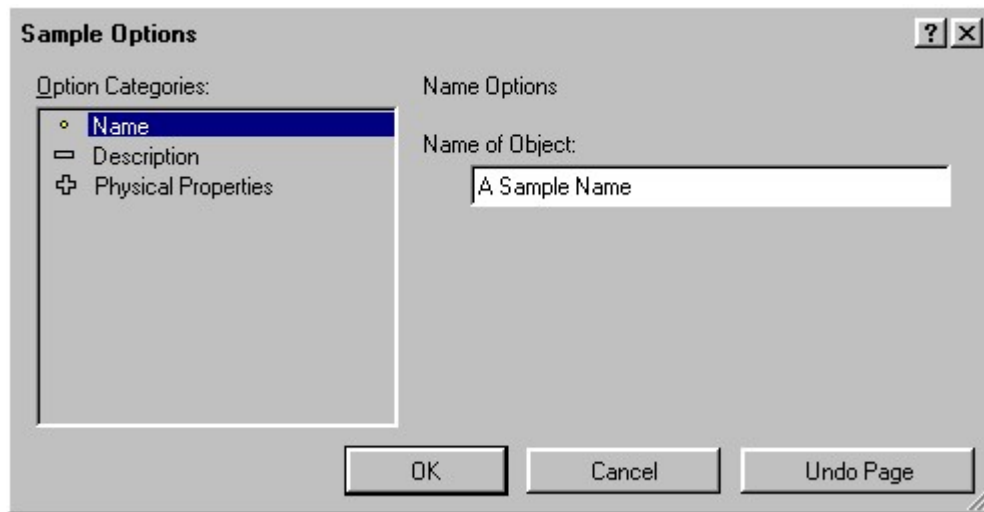 Sample Options
Option Categories:
Name
Description
Physical Properties
Name Options
Name of Object:
A Sample Name
OK
Cancel
Undo Page